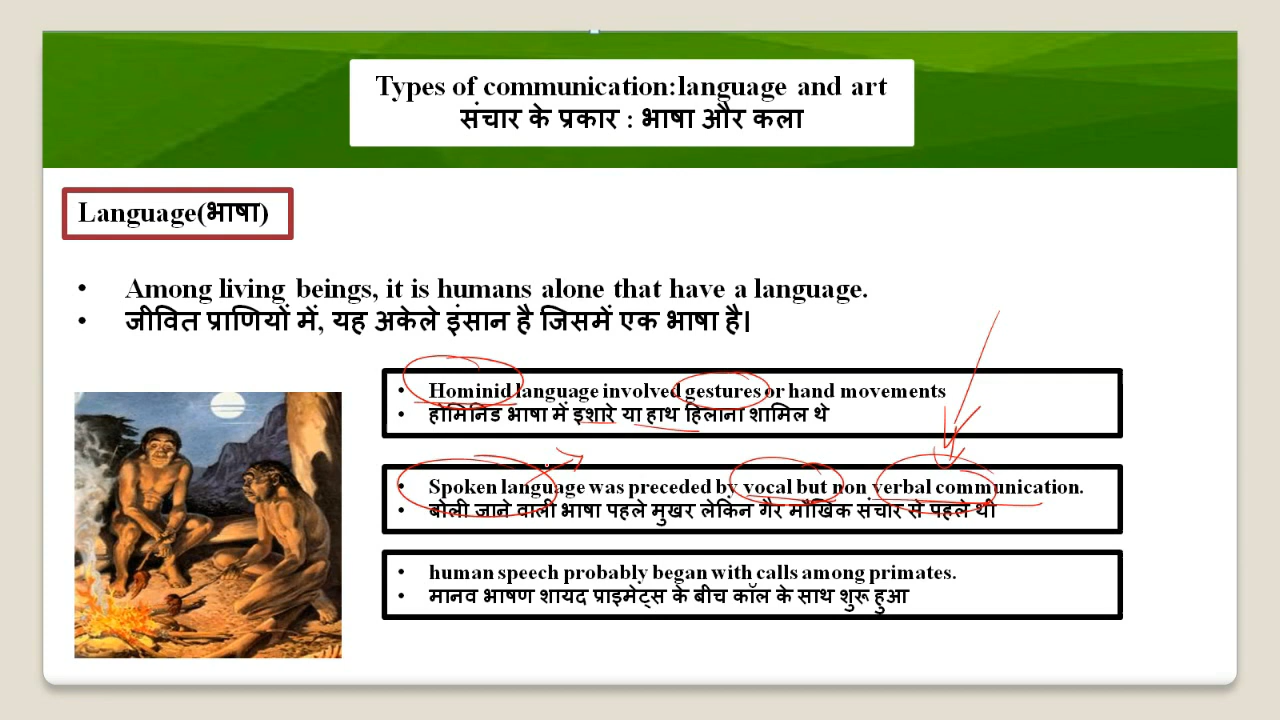 Types of communication:language and art
संचार के प्रकार : भाषा और कला
Language(भाषा)
• Among living beings, it is humans alone that have a language.
• जीवित प्राणियों में, यह अकेले इंसान है जिसमें एक भाषा है।
• Hominid language involved gestures or hand movements
• होमिनिड भाषा में इशारे या हाथ हिलाना शामिल थे
• Spoken language was preceded by vocal but non verbal communication.
• बोली जाने वाली भाषा पहले मुखर लेकिन गैर मौखिक संचार से पहले थी
• human speech probably began with calls among primates.
• मानव भाषण शायद प्राइमेट्स के बीच कॉल के साथ शुरू हुआ